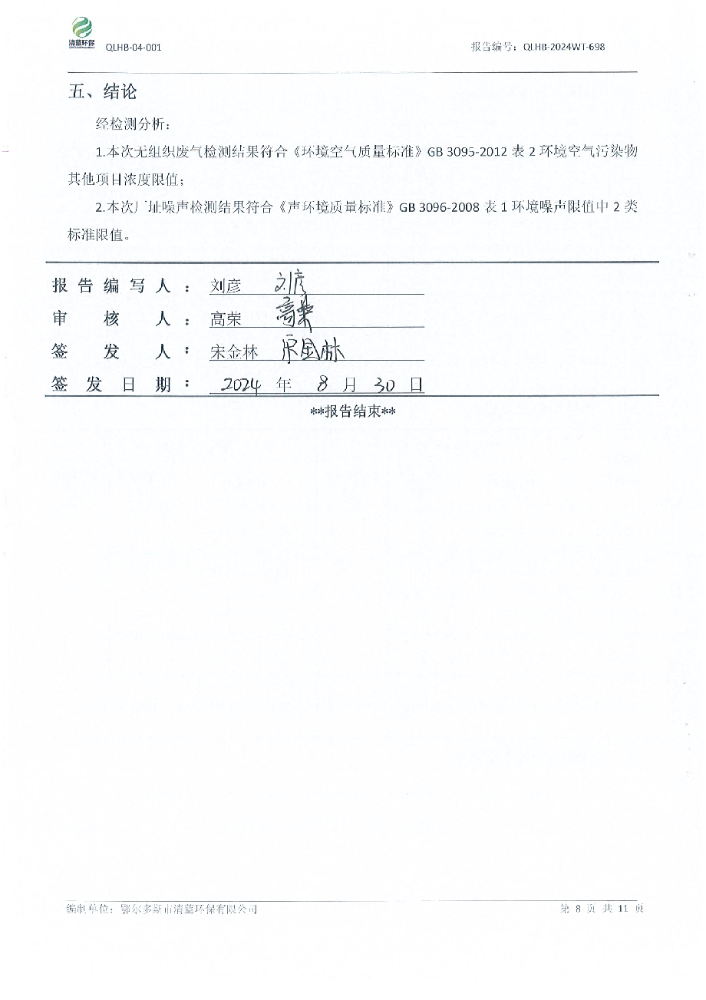 清蓝环保 QLHB-04-001 报告编号：QLHB-2024WT-698
五、结论
经检测分析：
1.本次无组织废气检测结果符合《环境空气质量标准》GB 3095-2012 表 2 环境空气污染物
其他项目浓度限值；
2.本次厂址噪声检测结果符合《声环境质量标准》GB 3096-2008 表 1 环境噪声限值中 2 类
标准限值。
报告编写人：刘彦 刘彦
审核人：高荣 高荣
签发人：宋金林 宋金林
签发日期：2024 年 8 月 30 日
**报告结束**
编制单位：鄂尔多斯市清蓝环保有限公司 第 8 页 共 11 页